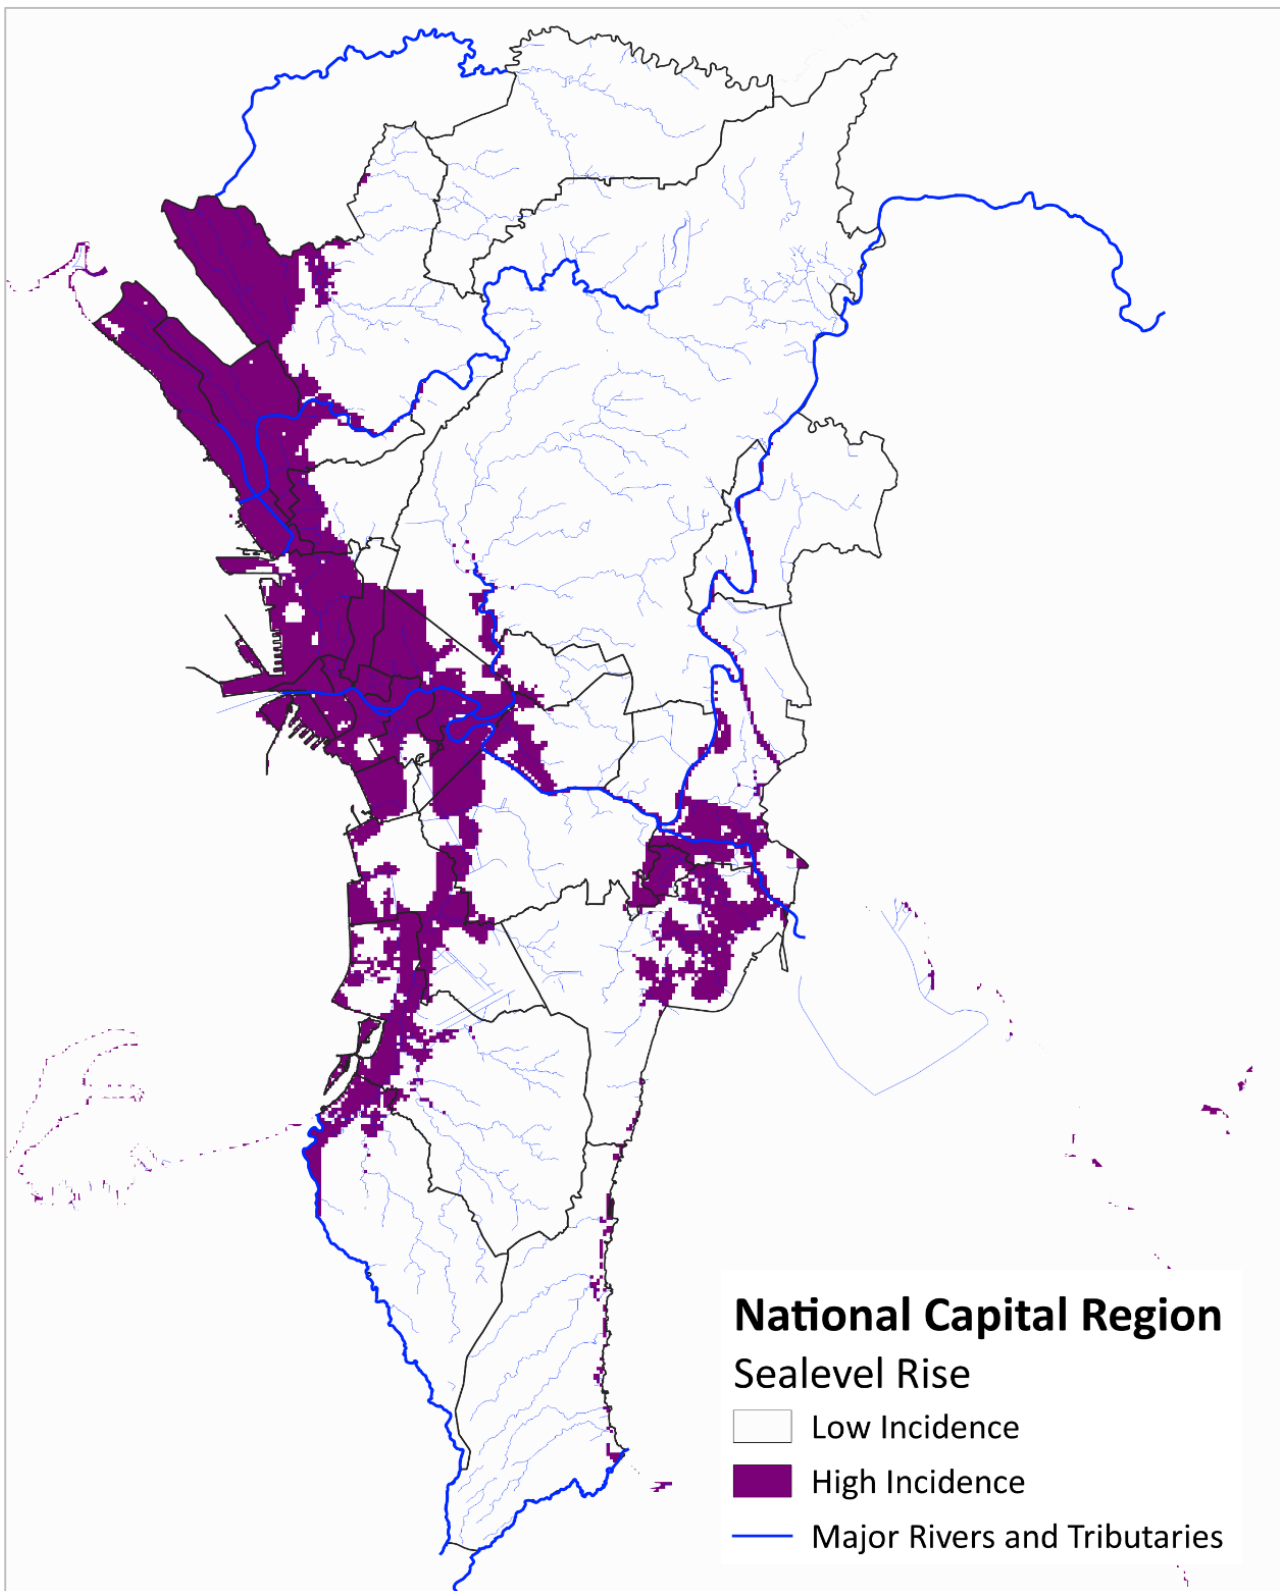 National Capital Region
Sealevel Rise
Low Incidence
High Incidence
Major Rivers and Tributaries